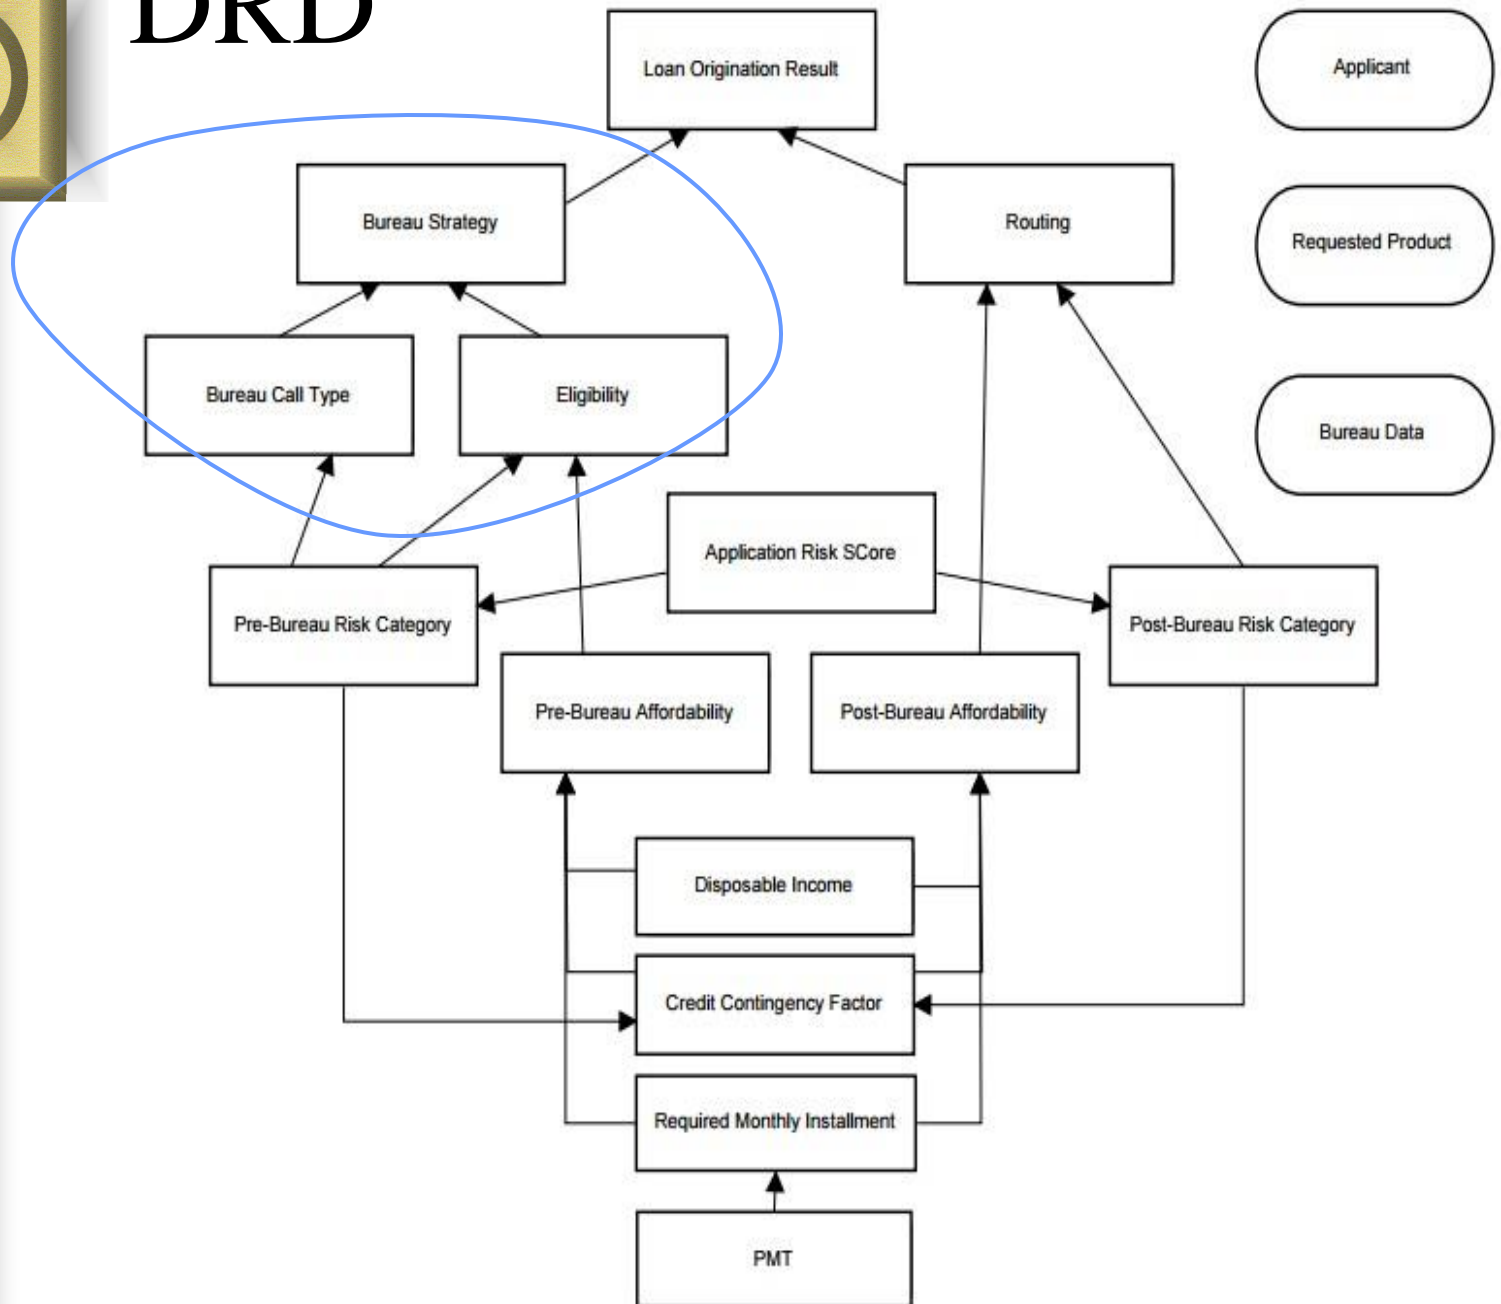 DRD
Loan Origination Result
Applicant
Bureau Strategy
Routing
Requested Product
Bureau Call Type
Eligibility
Bureau Data
Application Risk SCore
Pre-Bureau Risk Category
Post-Bureau Risk Category
Pre-Bureau Affordability
Post-Bureau Affordability
Disposable Income
Credit Contingency Factor
Required Monthly Installment
PMT